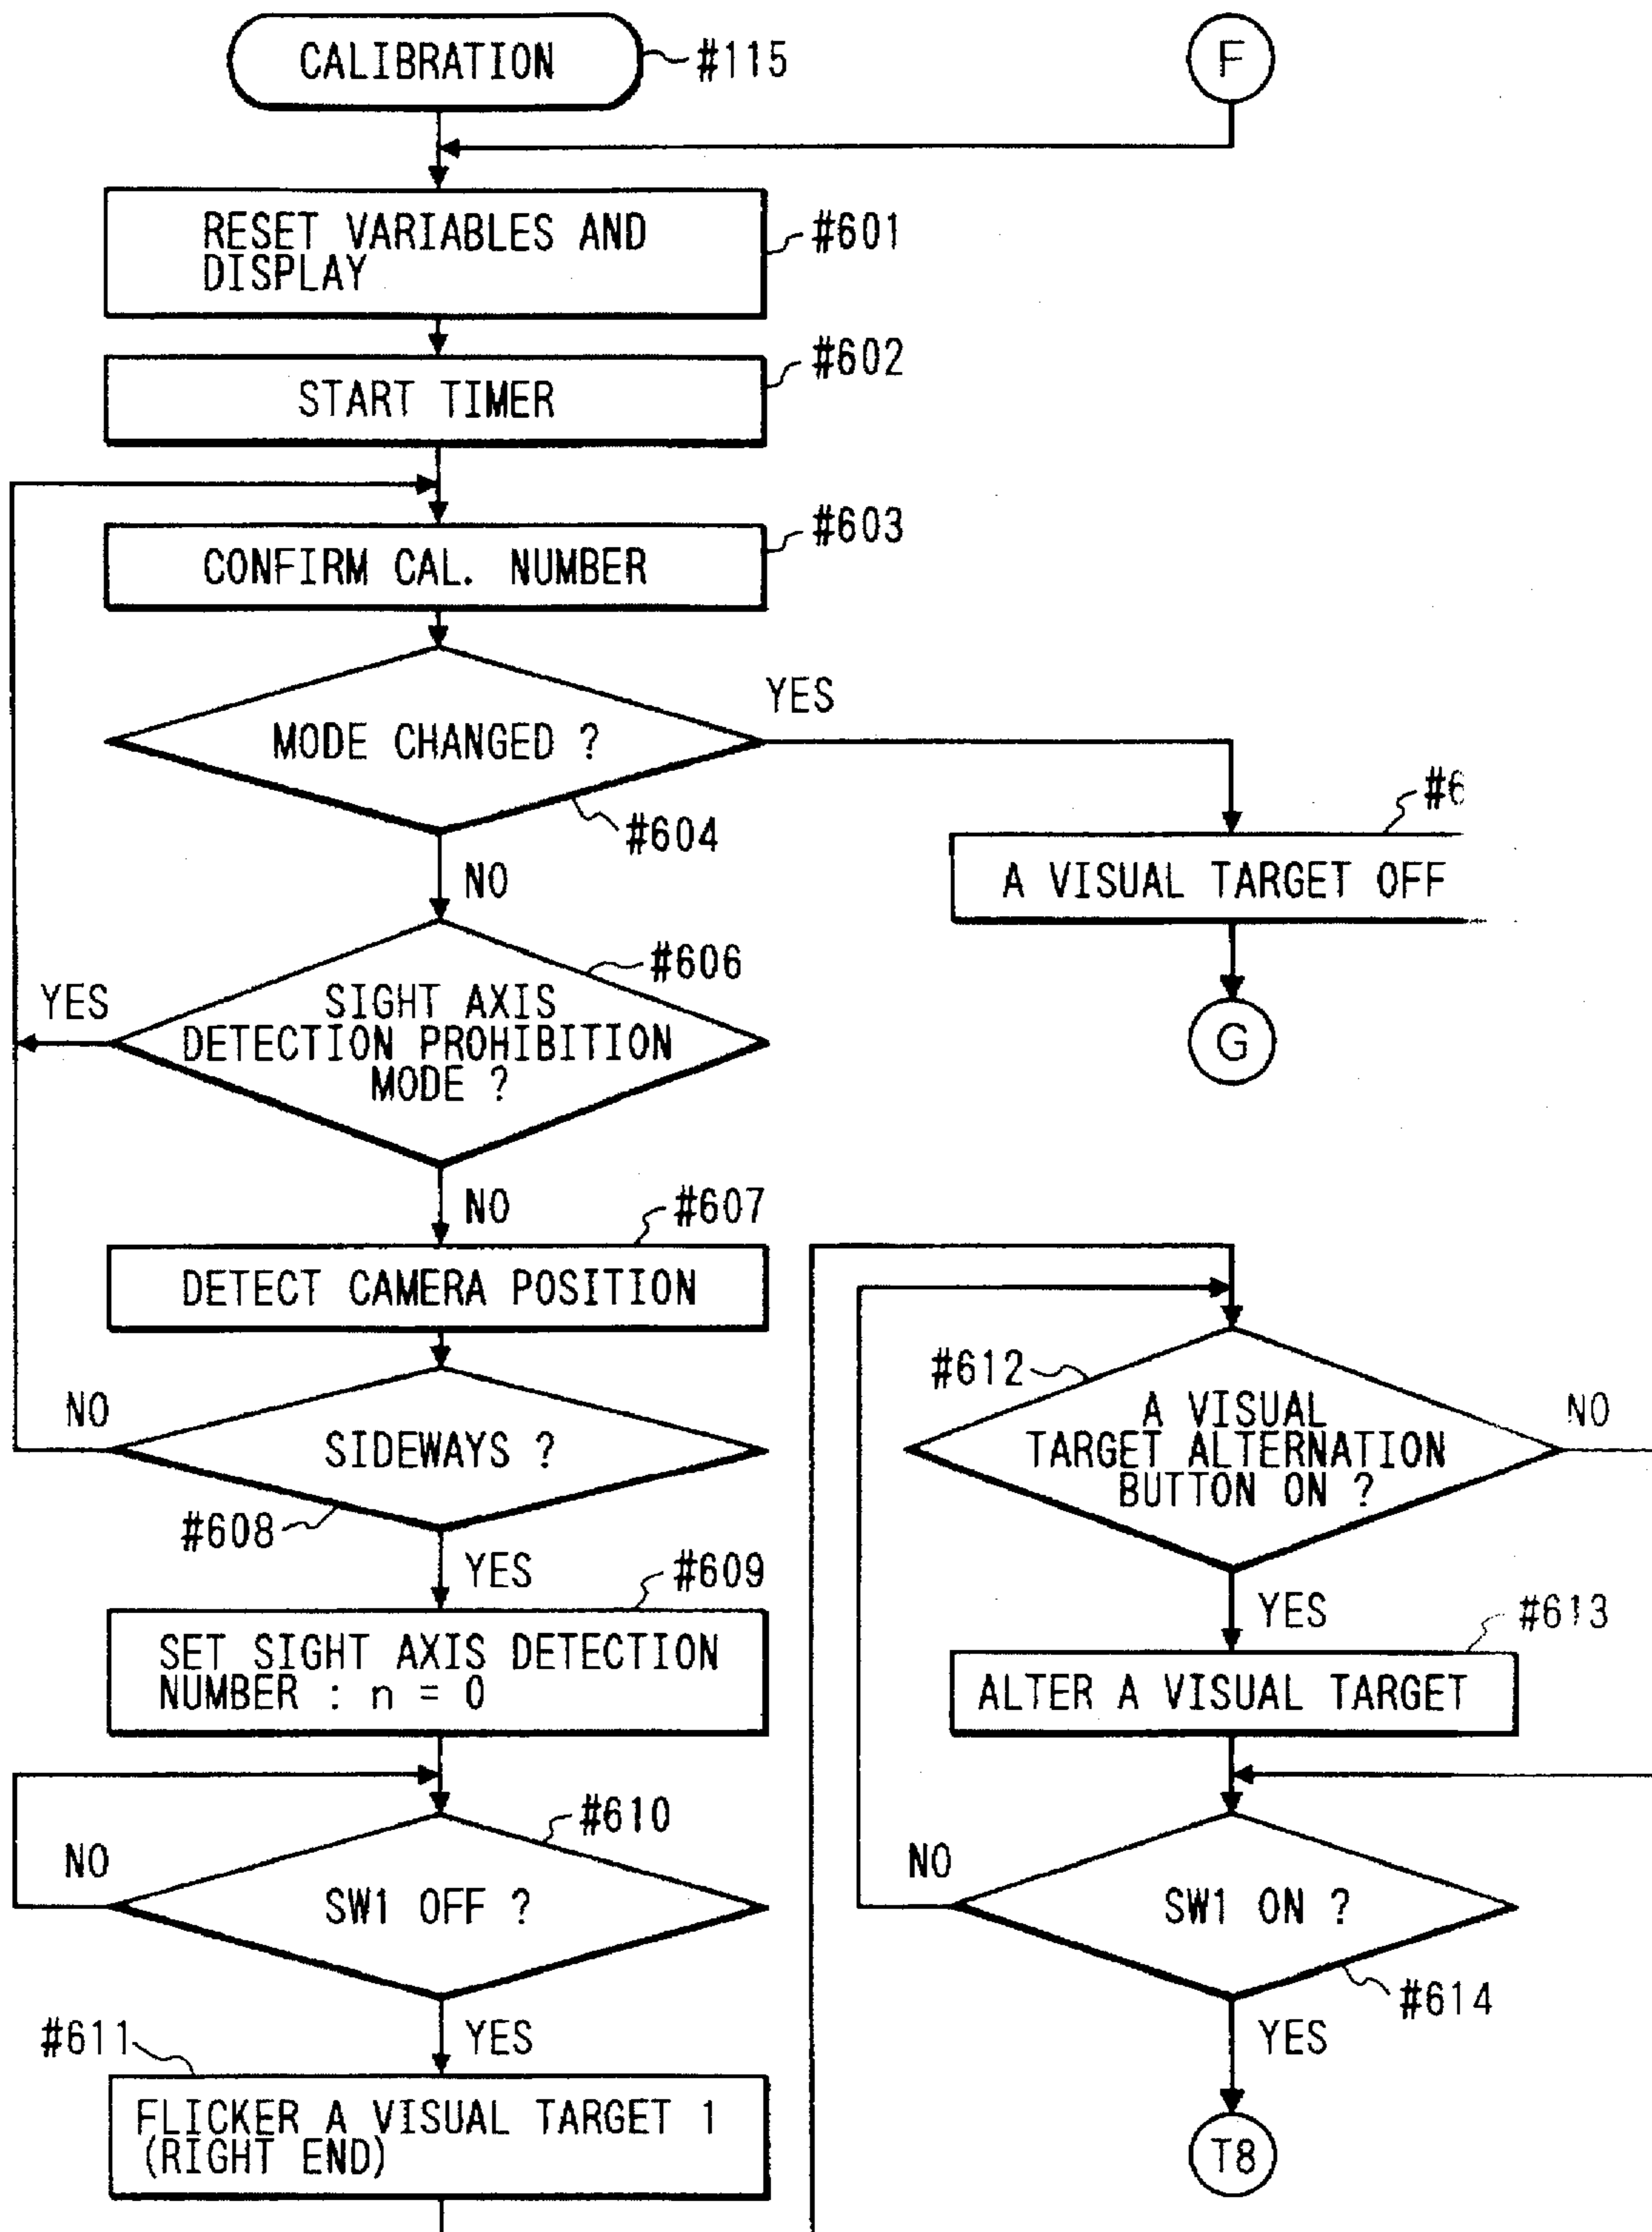 CALIBRATION
#115
F
RESET VARIABLES AND
DISPLAY
#601
START TIMER
#602
CONFIRM CAL. NUMBER
#603
MODE CHANGED ?
YES
#604
NO
#6
A VISUAL TARGET OFF
G
#606
SIGHT AXIS
DETECTION PROHIBITION
MODE ?
YES
NO
#607
DETECT CAMERA POSITION
SIDEWAYS ?
NO
#608
YES
#609
SET SIGHT AXIS DETECTION
NUMBER : n = 0
#610
NO
SW1 OFF ?
YES
#611
FLICKER A VISUAL TARGET 1
(RIGHT END)
#612
A VISUAL
TARGET ALTERNATION
BUTTON ON ?
NO
YES
#613
ALTER A VISUAL TARGET
NO
SW1 ON ?
#614
YES
T8